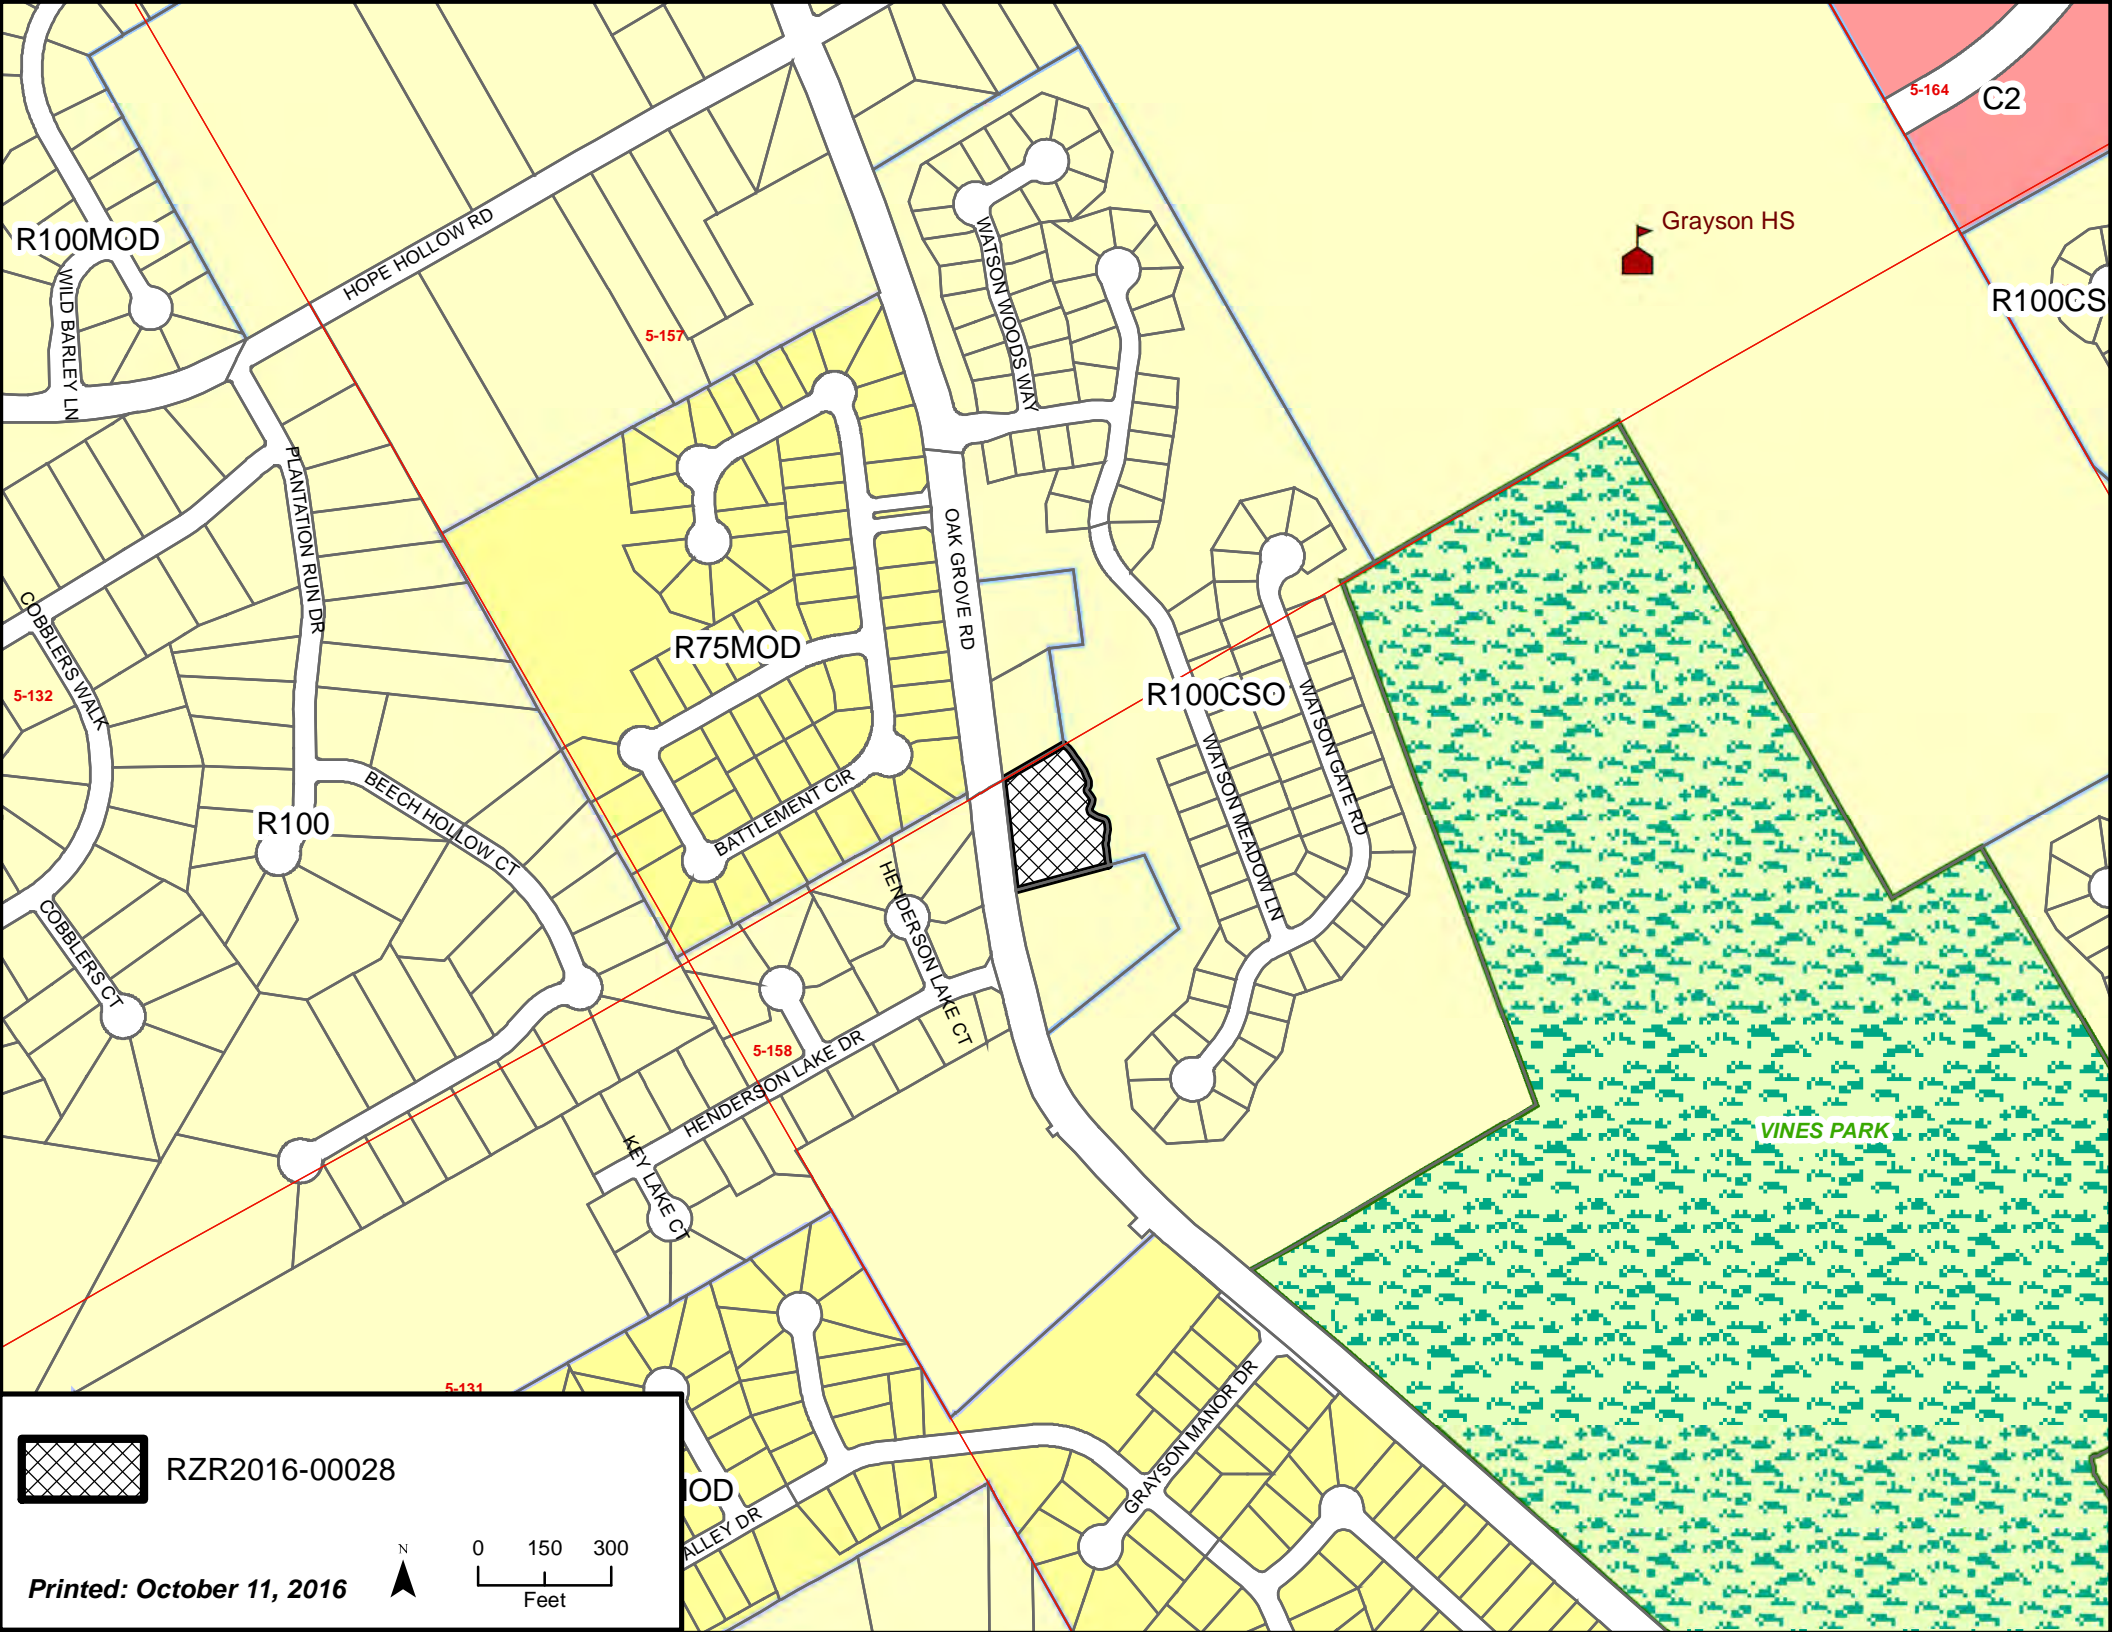 5-164
C2
Grayson HS
R100MOD
HOPE HOLLOW RD
WILD BARLEY LN
WATSON WOODS WAY
R100CS
5-157
PLANTATION RUN DR
OAK GROVE RD
COBBLERS WALK
R75MOD
5-132
R100CSO
WATSON GATE RD
WATSON MEADOW LN
BEECH HOLLOW CT
BATTLEMENT CIR
R100
HENDERSON LAKE CT
COBBLERS CT
5-158
HENDERSON LAKE DR
KEY LAKE CT
VINES PARK
5-131
GRAYSON MANOR DR
RZR2016-00028
IOD
ALLEY DR
N
0 150 300
Feet
Printed: October 11, 2016